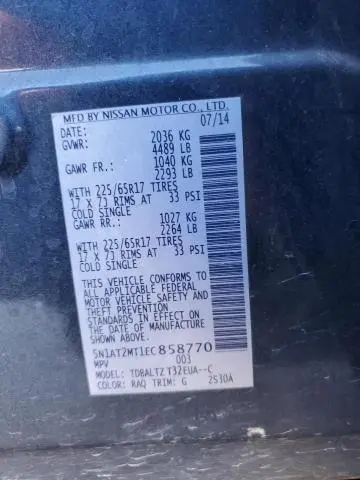 MFD BY NISSAN MOTOR CO., LTD.
DATE: 07/14
GVWR: 2036 KG
4489 LB
GAWR FR.: 1040 KG
2293 LB
WITH 225/65R17 TIRES
17 X 7J RIMS AT 33 PSI
COLD SINGLE
GAWR RR.: 1027 KG
2264 LB
WITH 225/65R17 TIRES
17 X 7J RIMS AT 33 PSI
COLD SINGLE
THIS VEHICLE CONFORMS TO
ALL APPLICABLE FEDERAL
MOTOR VEHICLE SAFETY
AND THEFT PREVENTION
STANDARDS IN EFFECT ON
THE DATE OF MANUFACTURE
SHOWN ABOVE.
5N1AT2MT1EC858770
MPV 003
MODEL: TDBALTZ T32EUA--C
COLOR: RAQ TRIM: G 2530A